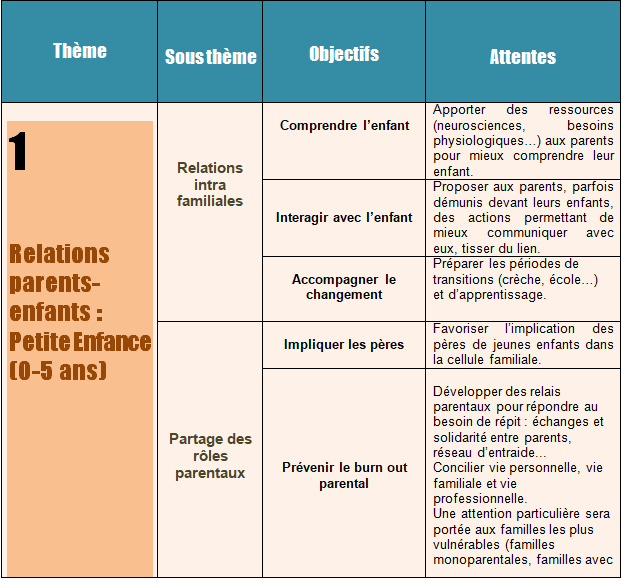 Thème
Sous thème
Objectifs
Attentes
1
Relations
parents-
enfants :
Petite Enfance
(0-5 ans)
Relations
intra
familiales
Comprendre l’enfant
Apporter des ressources
(neurosciences, besoins
physiologiques…) aux parents
pour mieux comprendre leur
enfant.
Interagir avec l’enfant
Proposer aux parents, parfois
démunis devant leurs enfants,
des actions permettant de
mieux communiquer avec
eux, tisser du lien.
Accompagner le
changement
Préparer les périodes de
transitions (crèche, école…)
et d’apprentissage.
Partage des
rôles
parentaux
Impliquer les pères
Favoriser l’implication des
pères de jeunes enfants dans
la cellule familiale.
Prévenir le burn out
parental
Développer des relais
parentaux pour répondre au
besoin de répit : échanges et
solidarité entre parents,
réseau d’entraide…
Concilier vie personnelle, vie
familiale et vie
professionnelle.
Une attention particulière sera
portée aux familles les plus
vulnérables (familles
monoparentales, familles avec